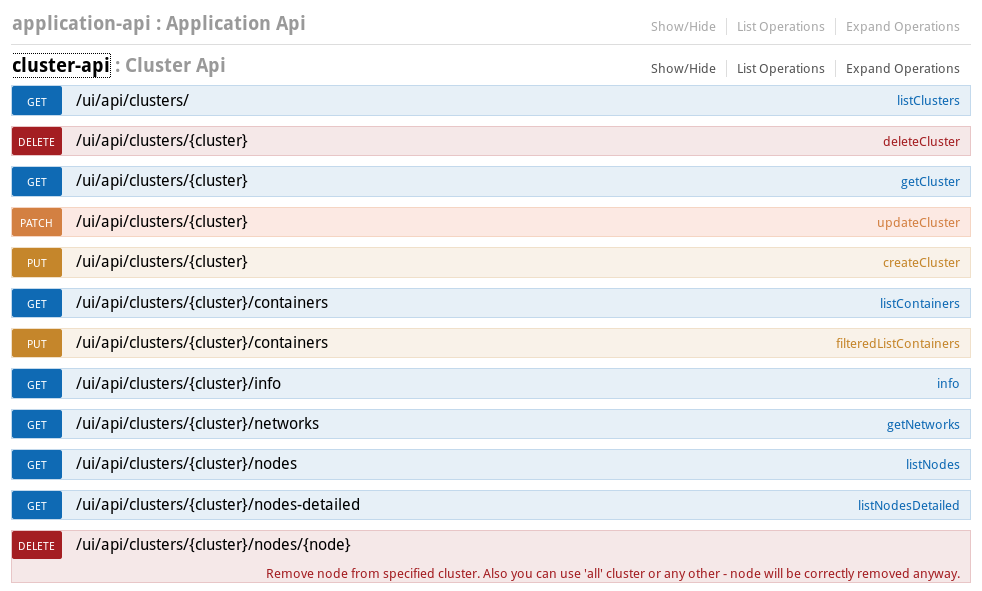 application-api : Application Api Show/Hide List Operations Expand Operations
cluster-api : Cluster Api Show/Hide List Operations Expand Operations
GET /ui/api/clusters/ listClusters
DELETE /ui/api/clusters/{cluster} deleteCluster
GET /ui/api/clusters/{cluster} getCluster
PATCH /ui/api/clusters/{cluster} updateCluster
PUT /ui/api/clusters/{cluster} createCluster
GET /ui/api/clusters/{cluster}/containers listContainers
PUT /ui/api/clusters/{cluster}/containers filteredListContainers
GET /ui/api/clusters/{cluster}/info info
GET /ui/api/clusters/{cluster}/networks getNetworks
GET /ui/api/clusters/{cluster}/nodes listNodes
GET /ui/api/clusters/{cluster}/nodes-detailed listNodesDetailed
DELETE /ui/api/clusters/{cluster}/nodes/{node}
Remove node from specified cluster. Also you can use 'all' cluster or any other - node will be correctly removed anyway.